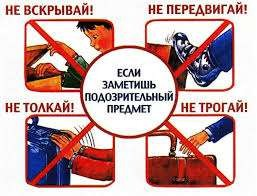 НЕ ВСКРЫВАЙ!
НЕ ПЕРЕДВИГАЙ!
ЕСЛИ
ЗАМЕТИШЬ
ПОДОЗРИТЕЛЬНЫЙ
ПРЕДМЕТ
НЕ ТОЛКАЙ!
НЕ ТРОГАЙ!